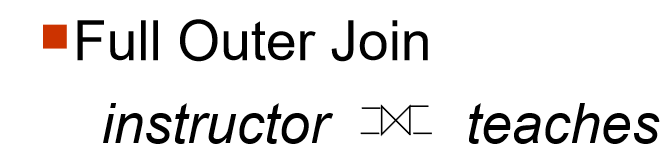 Full Outer Join
instructor ⟗ teaches